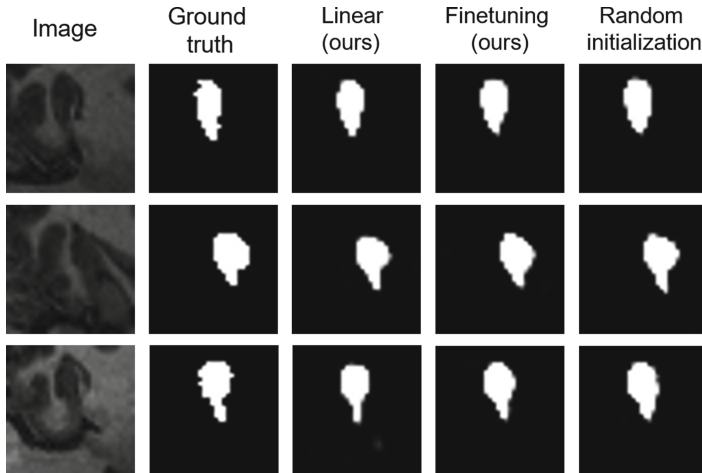 Image
Ground
truth
Linear
(ours)
Finetuning
(ours)
Random
initialization